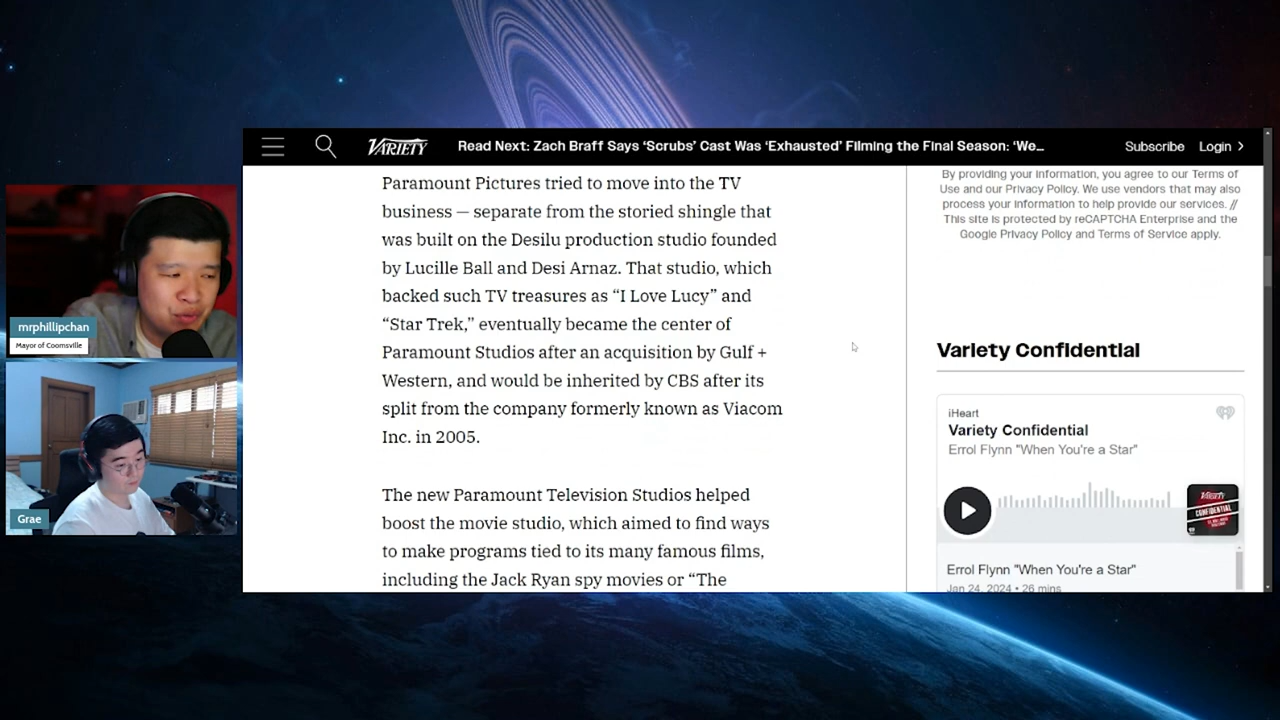 VARIETY
Read Next: Zach Braff Says ‘Scrubs’ Cast Was ‘Exhausted’ Filming the Final Season: ‘We...
Subscribe
Login
Paramount Pictures tried to move into the TV
business — separate from the storied shingle that
was built on the Desilu production studio founded
by Lucille Ball and Desi Arnaz. That studio, which
backed such TV treasures as “I Love Lucy” and
“Star Trek,” eventually became the center of
Paramount Studios after an acquisition by Gulf +
Western, and would be inherited by CBS after its
split from the company formerly known as Viacom
Inc. in 2005.
The new Paramount Television Studios helped
boost the movie studio, which aimed to find ways
to make programs tied to its many famous films,
including the Jack Ryan spy movies or “The
By providing your information, you agree to our Terms of
Use and our Privacy Policy. We use vendors that may also
process your information to help provide our services. //
This site is protected by reCAPTCHA Enterprise and the
Google Privacy Policy and Terms of Service apply.
Variety Confidential
iHeart
Variety Confidential
Errol Flynn "When You're a Star"
VARIETY
CONFIDENTIAL
Errol Flynn "When You're a Star"
Jan 24, 2024 • 26 mins
mrphillipchan
Mayor of Coomsville
Grae